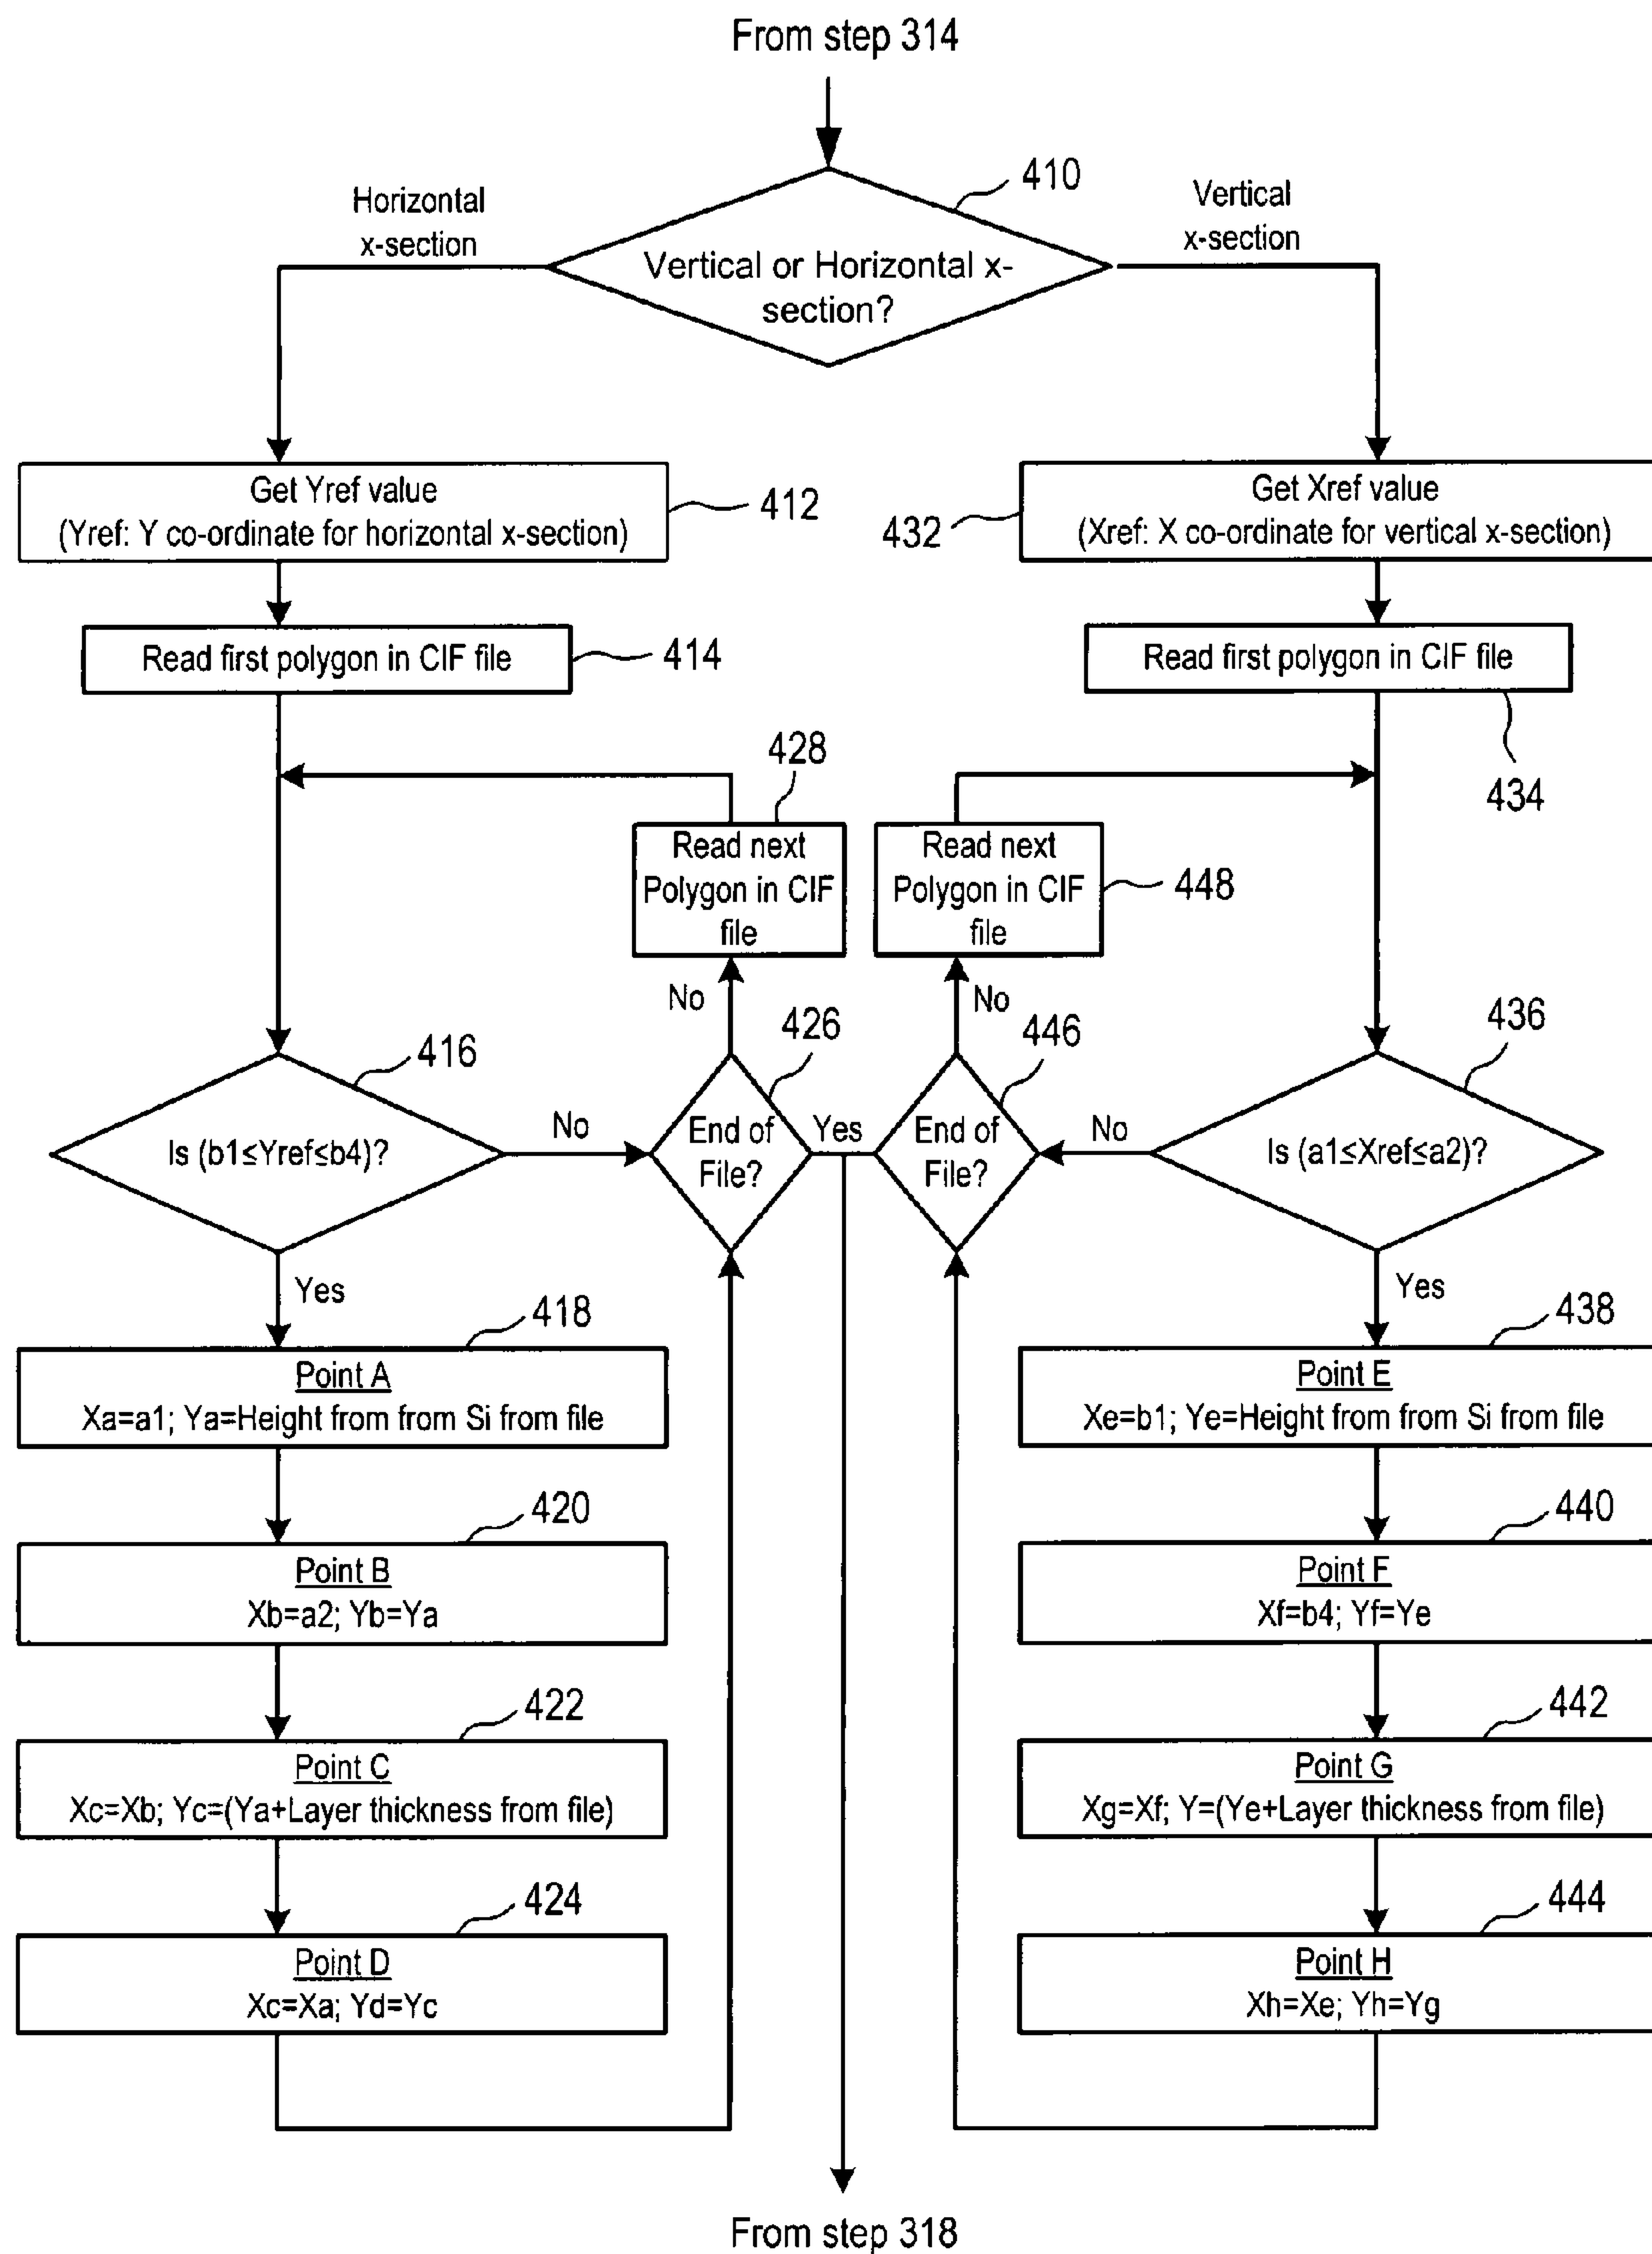 From step 314
410
Horizontal
x-section
Vertical
x-section
Vertical or Horizontal x-
section?
Get Yref value
(Yref: Y co-ordinate for horizontal x-section)
412
432
Get Xref value
(Xref: X co-ordinate for vertical x-section)
Read first polygon in CIF file
414
Read first polygon in CIF file
434
428
Read next
Polygon in CIF
file
Read next
Polygon in CIF
file
448
No
No
416
426
446
436
Is (b1≤Yref≤b4)?
No
End of
File?
Yes
End of
File?
No
Is (a1≤Xref≤a2)?
Yes
Yes
418
Point A
Xa=a1; Ya=Height from from Si from file
438
Point E
Xe=b1; Ye=Height from from Si from file
420
Point B
Xb=a2; Yb=Ya
440
Point F
Xf=b4; Yf=Ye
422
Point C
Xc=Xb; Yc=(Ya+Layer thickness from file)
442
Point G
Xg=Xf; Y=(Ye+Layer thickness from file)
424
Point D
Xc=Xa; Yd=Yc
444
Point H
Xh=Xe; Yh=Yg
From step 318